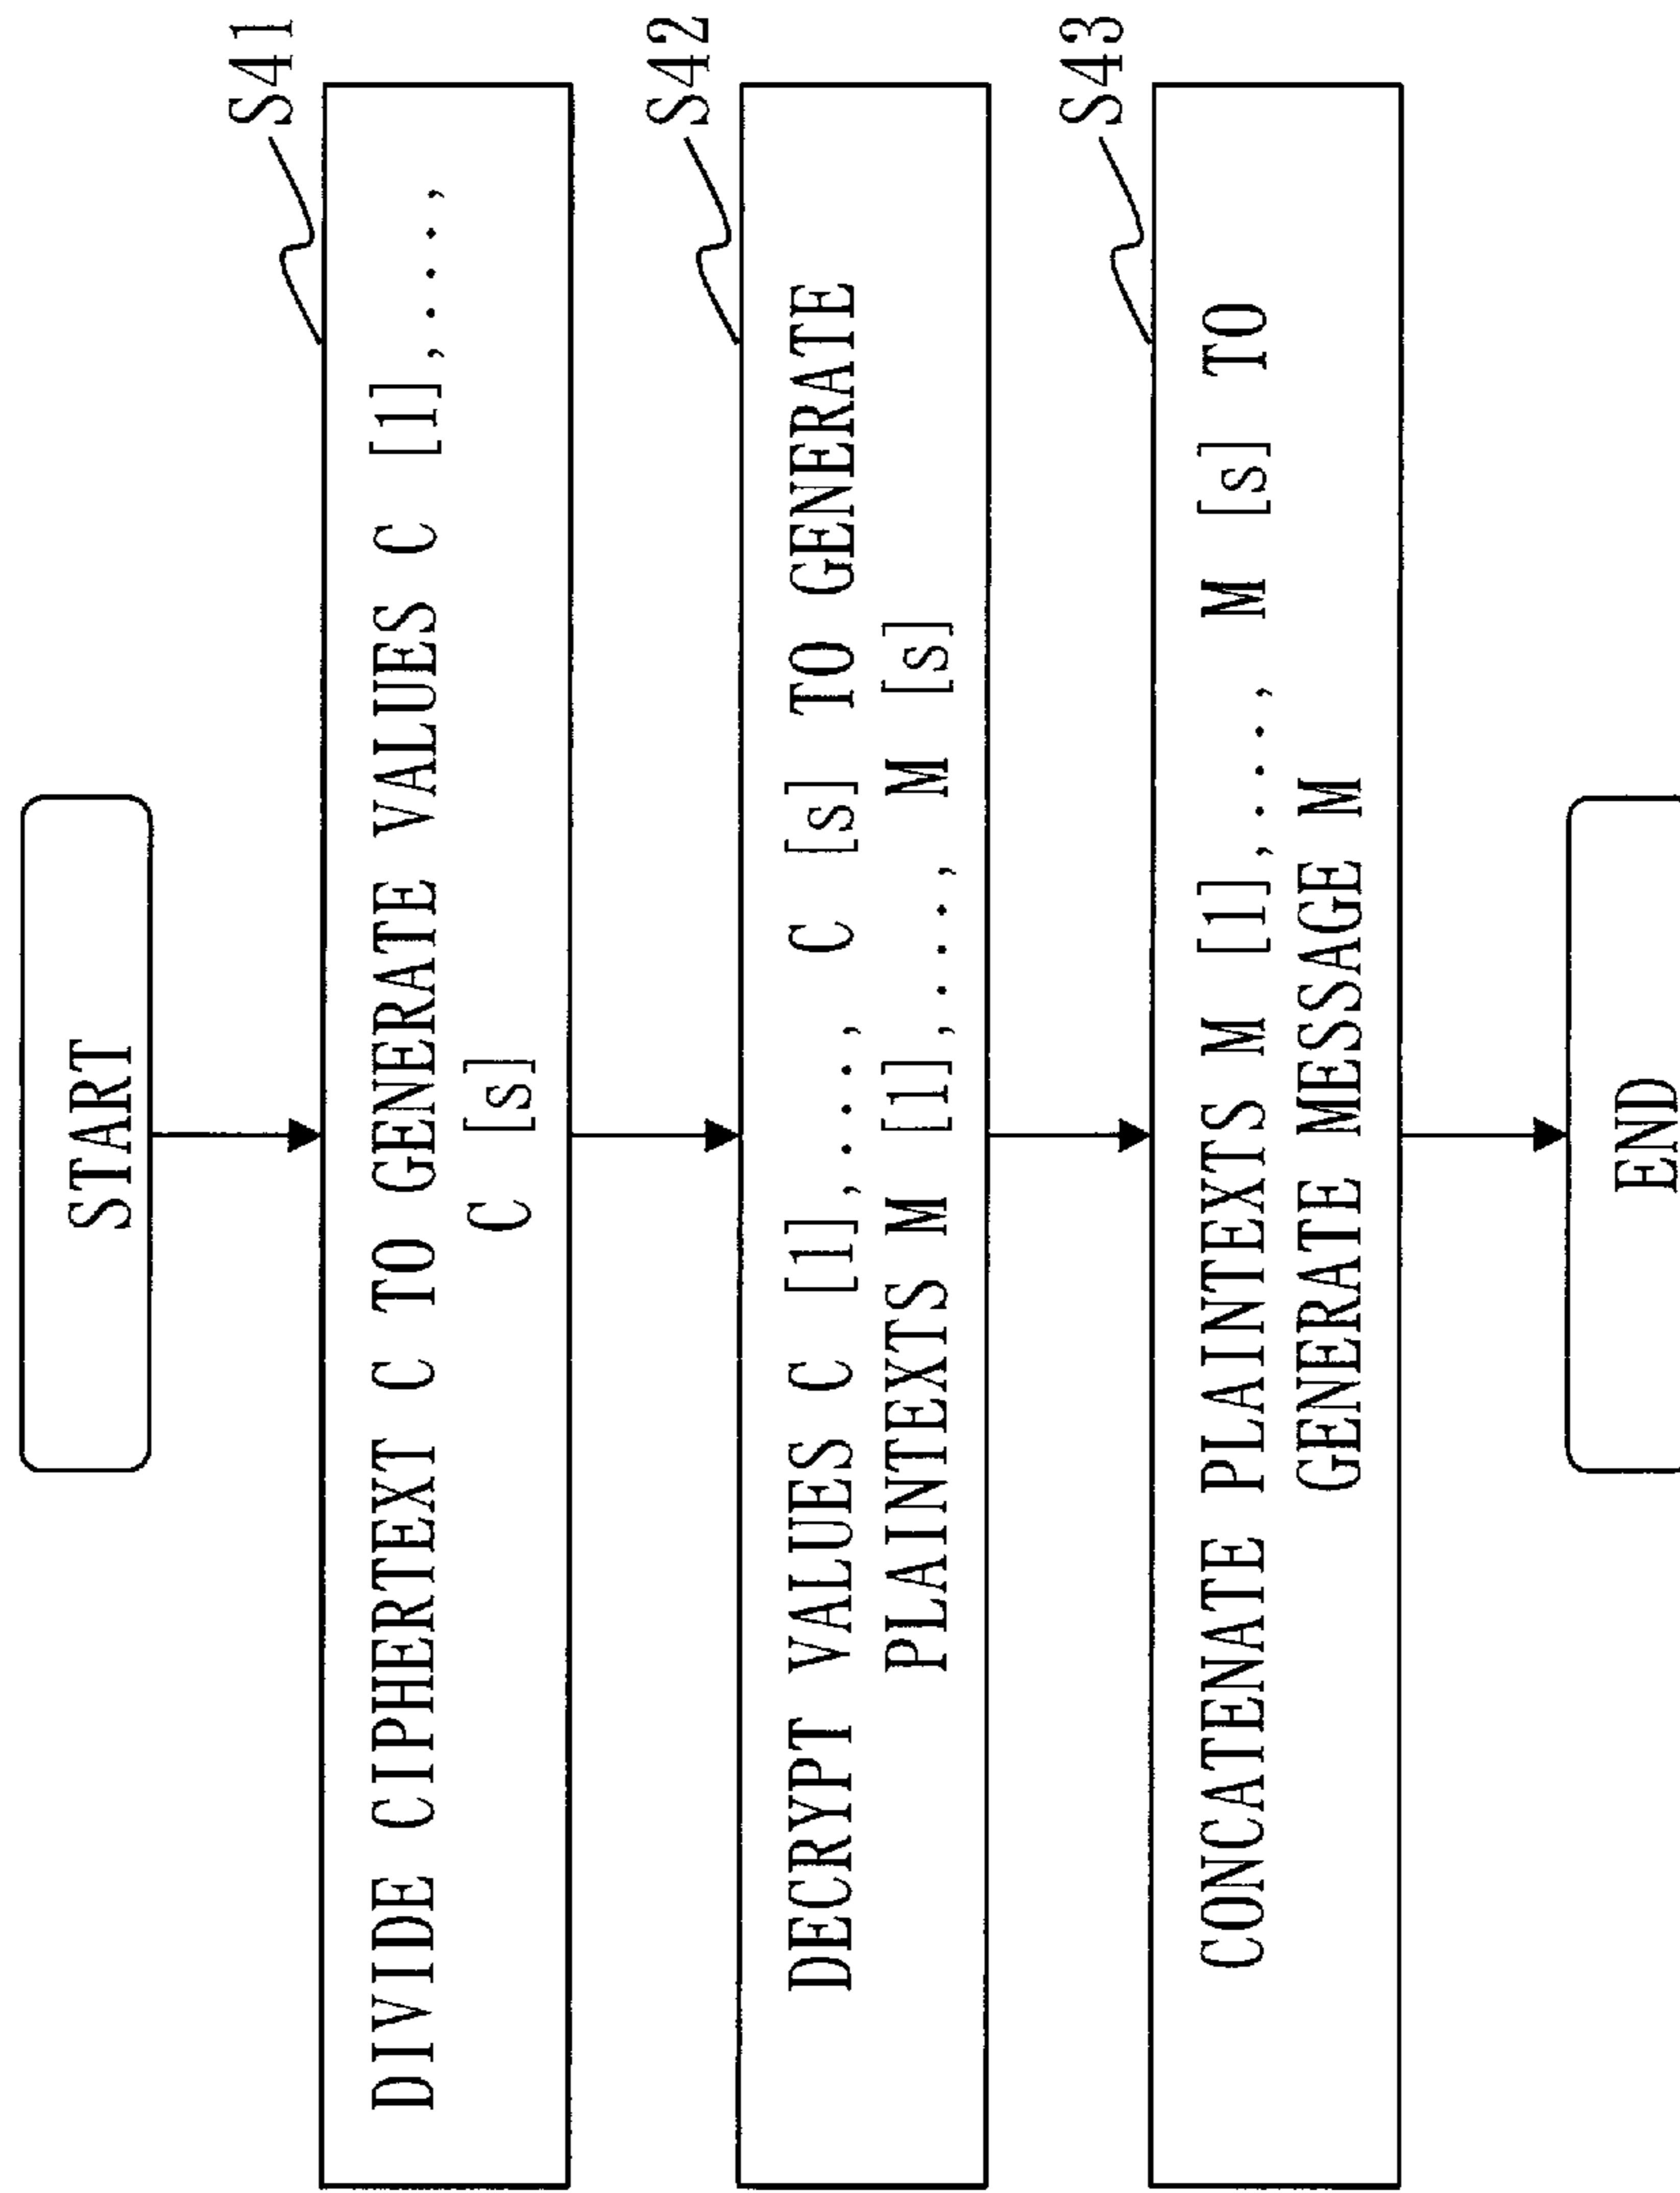 START
S41
DIVIDE CIPHERTEXT C TO GENERATE VALUES C [1],...,
C [s]
S42
DECRYPT VALUES C [1],..., C [s] TO GENERATE
PLAINTEXTS M [1],..., M [s]
S43
CONCATENATE PLAINTEXTS M [1],..., M [s] TO
GENERATE MESSAGE M
END